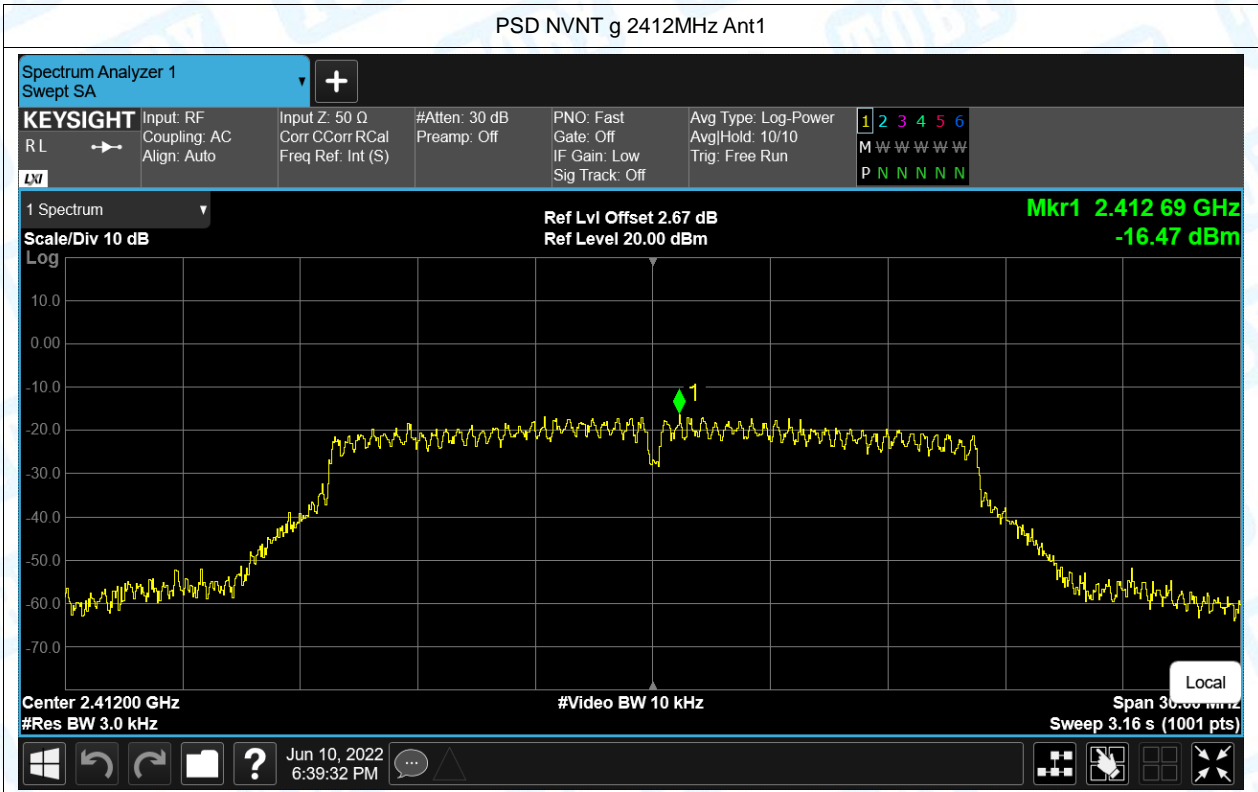 PSD NVNT g 2412MHz Ant1
Spectrum Analyzer 1
Swept SA
KEYSIGHT
RL
LXI
Input: RF
Coupling: AC
Align: Auto
Input Z: 50 Ω
Corr CCorr RCal
Freq Ref: Int (S)
#Atten: 30 dB
Preamp: Off
PNO: Fast
Gate: Off
IF Gain: Low
Sig Track: Off
Avg Type: Log-Power
Avg|Hold: 10/10
Trig: Free Run
1 2 3 4 5 6
M W W W W W
P N N N N N
1 Spectrum
Scale/Div 10 dB
Log
Ref Lvl Offset 2.67 dB
Ref Level 20.00 dBm
Mkr1 2.412 69 GHz
-16.47 dBm
10.0
0.00
-10.0
-20.0
-30.0
-40.0
-50.0
-60.0
-70.0
1
Center 2.41200 GHz
#Res BW 3.0 kHz
#Video BW 10 kHz
Local
Span 30.00 MHz
Sweep 3.16 s (1001 pts)
?
Jun 10, 2022
6:39:32 PM